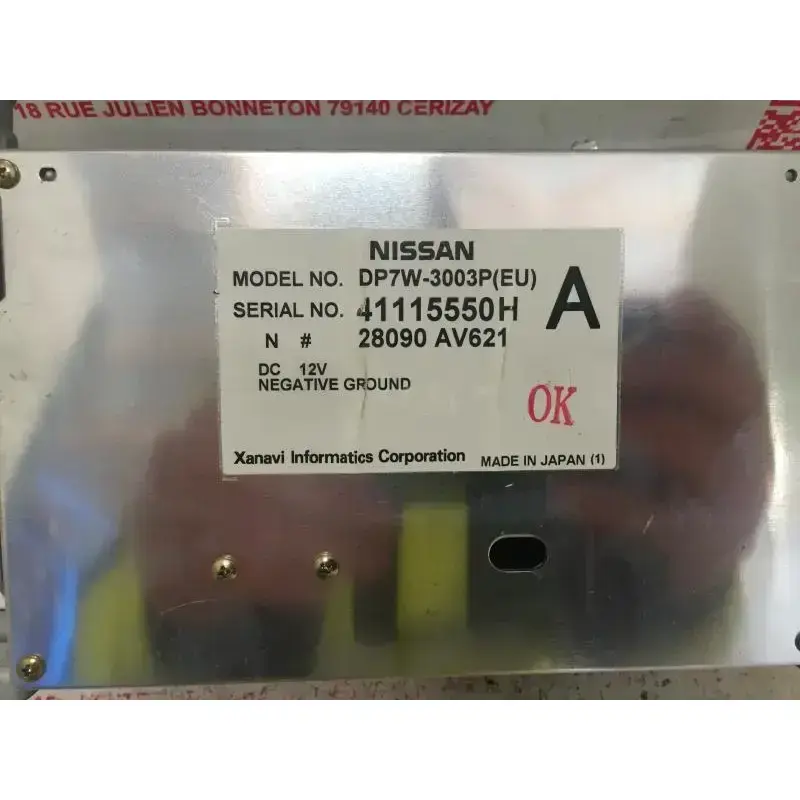 18 RUE JULIEN BONNETON 79140 CERIZAY
NISSAN
MODEL NO. DP7W-3003P(EU)
A
SERIAL NO. 41115550H
N # 28090 AV621
DC 12V
NEGATIVE GROUND
OK
Xanavi Informatics Corporation MADE IN JAPAN (1)